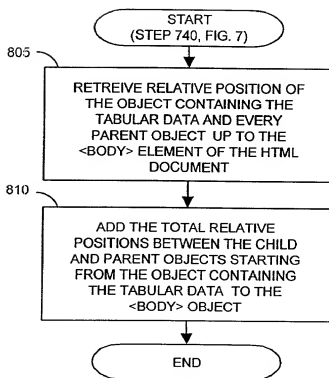 START
(STEP 740, FIG. 7)
805
RETREIVE RELATIVE POSITION OF
THE OBJECT CONTAINING THE
TABULAR DATA AND EVERY
PARENT OBJECT UP TO THE
<BODY> ELEMENT OF THE HTML
DOCUMENT
810
ADD THE TOTAL RELATIVE
POSITIONS BETWEEN THE CHILD
AND PARENT OBJECTS STARTING
FROM THE OBJECT CONTAINING
THE TABULAR DATA TO THE
<BODY> OBJECT
END